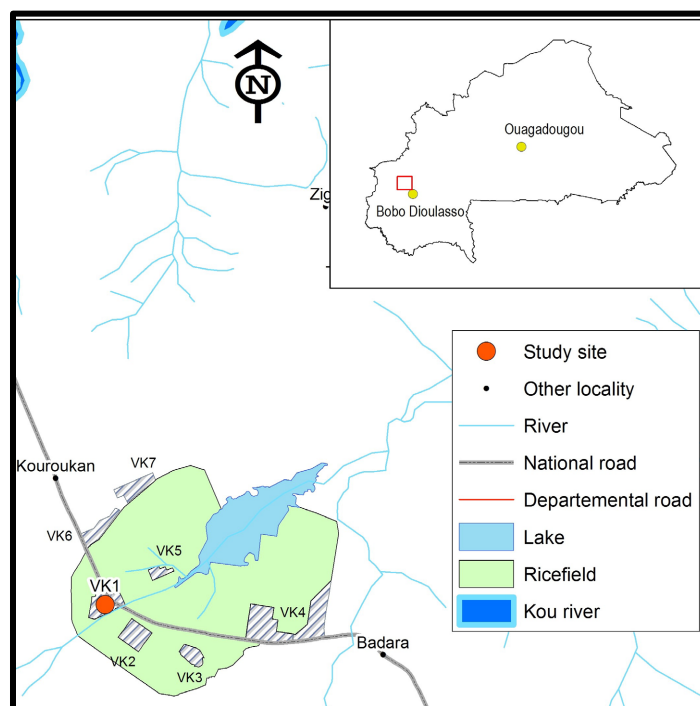 N
Ouagadougou
Bobo Dioulasso
Zig
Study site
Other locality
River
National road
Departemental road
Lake
Ricefield
Kou river
Kouroukan
VK7
VK6
VK5
VK1
VK4
VK2
VK3
Badara